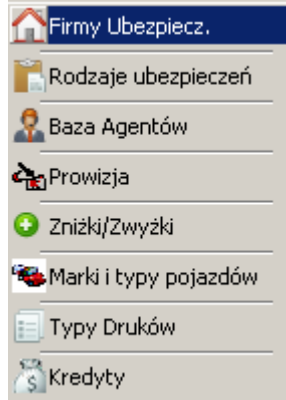 Firmy Ubezpiecz.
Rodzaje ubezpieczeń
Baza Agentów
Prowizja
Zniżki/Zwyżki
Marki i typy pojazdów
Typy Druków
Kredyty